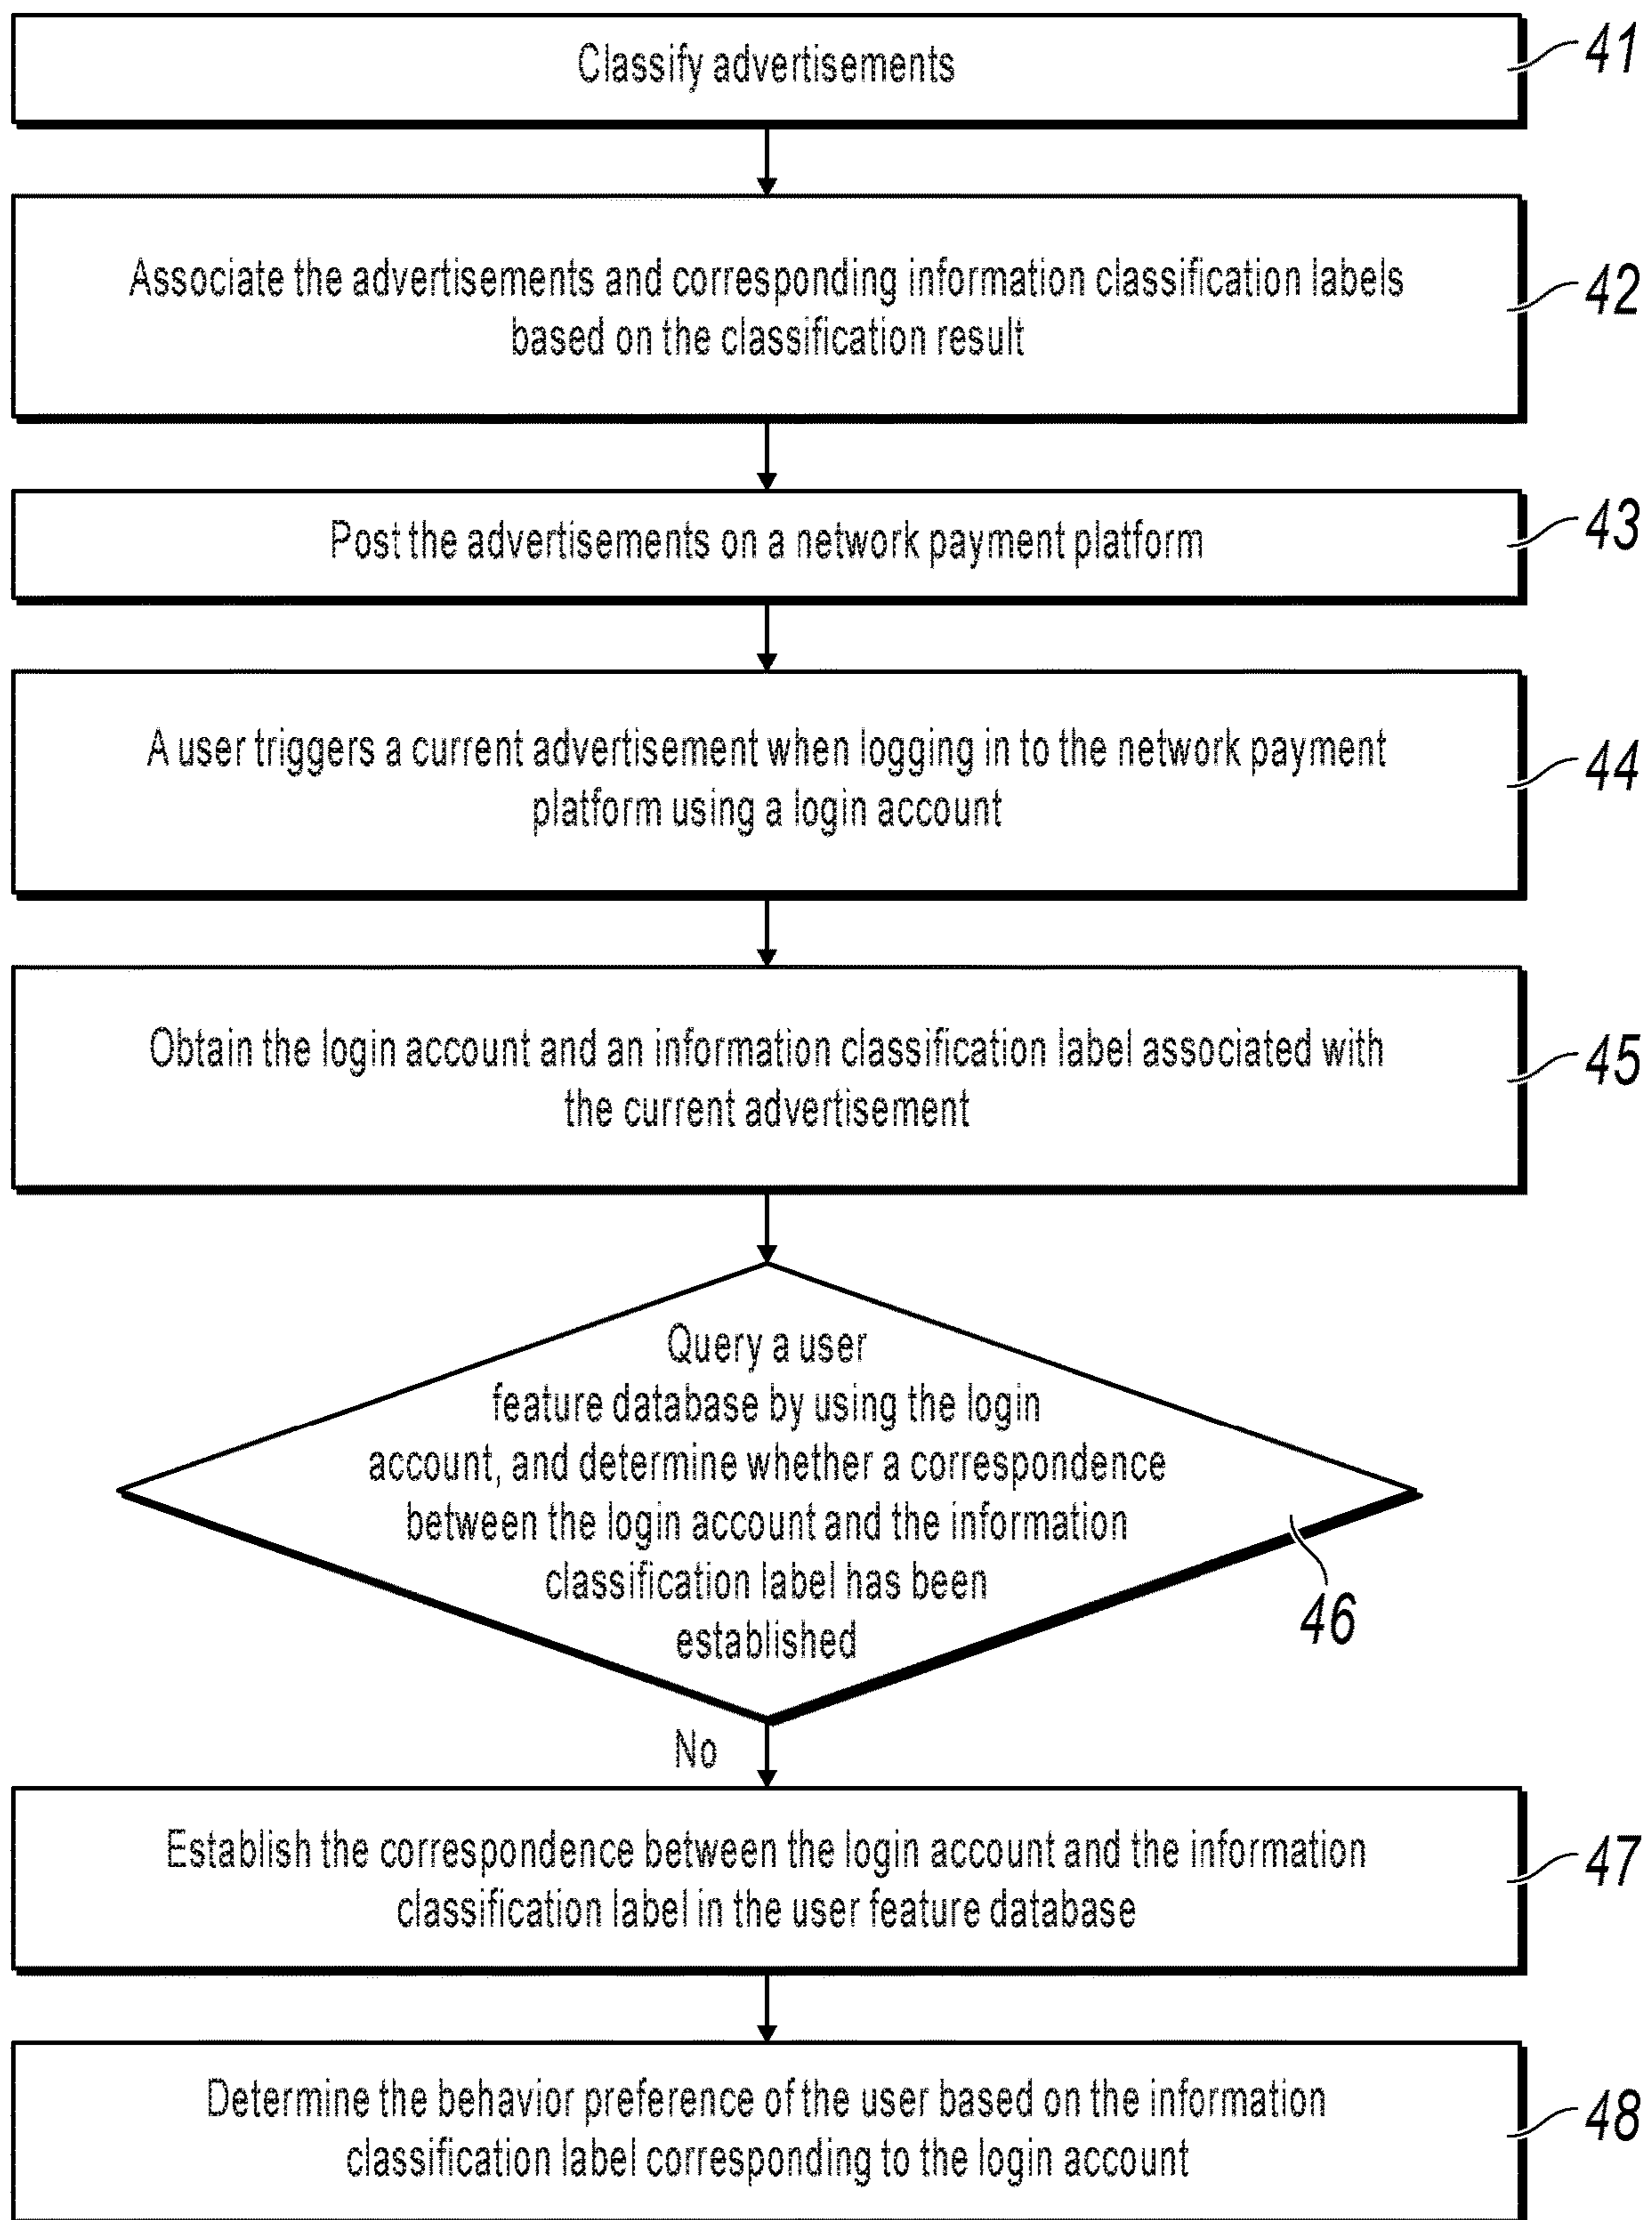 Classify advertisements
41
Associate the advertisements and corresponding information classification labels
based on the classification result
42
Post the advertisements on a network payment platform
43
A user triggers a current advertisement when logging in to the network payment
platform using a login account
44
Obtain the login account and an information classification label associated with
the current advertisement
45
Query a user
feature database by using the login
account, and determine whether a correspondence
between the login account and the information
classification label has been
established
46
No
Establish the correspondence between the login account and the information
classification label in the user feature database
47
Determine the behavior preference of the user based on the information
classification label corresponding to the login account
48